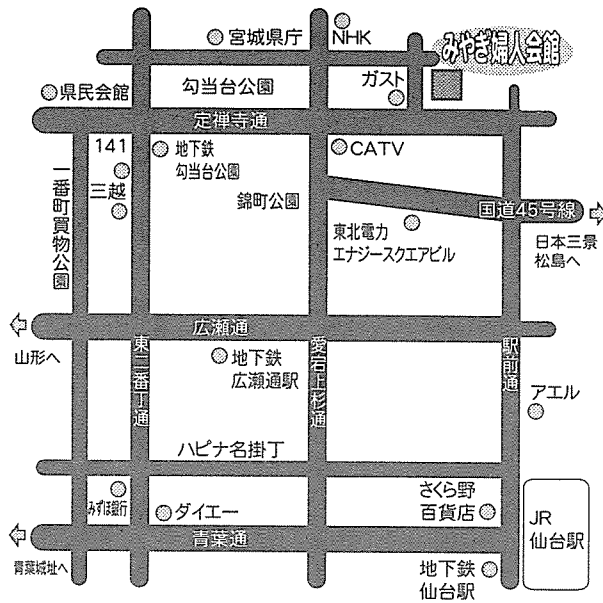 宮城県庁
NHK
みやぎ婦人会館
勾当台公園
ガスト
県民会館
定禅寺通
141
地下鉄
勾当台公園
CATV
三越
一番町買物公園
錦町公園
国道45号線
東北電力
エナジースクエアビル
日本三景
松島へ
広瀬通
山形へ
東二番丁通
地下鉄
広瀬通駅
愛宕上杉通
駅前通
アエル
ハピナ名掛丁
みずほ銀行
ダイエー
さくら野
百貨店
JR
仙台駅
青葉通
青葉城址へ
地下鉄
仙台駅